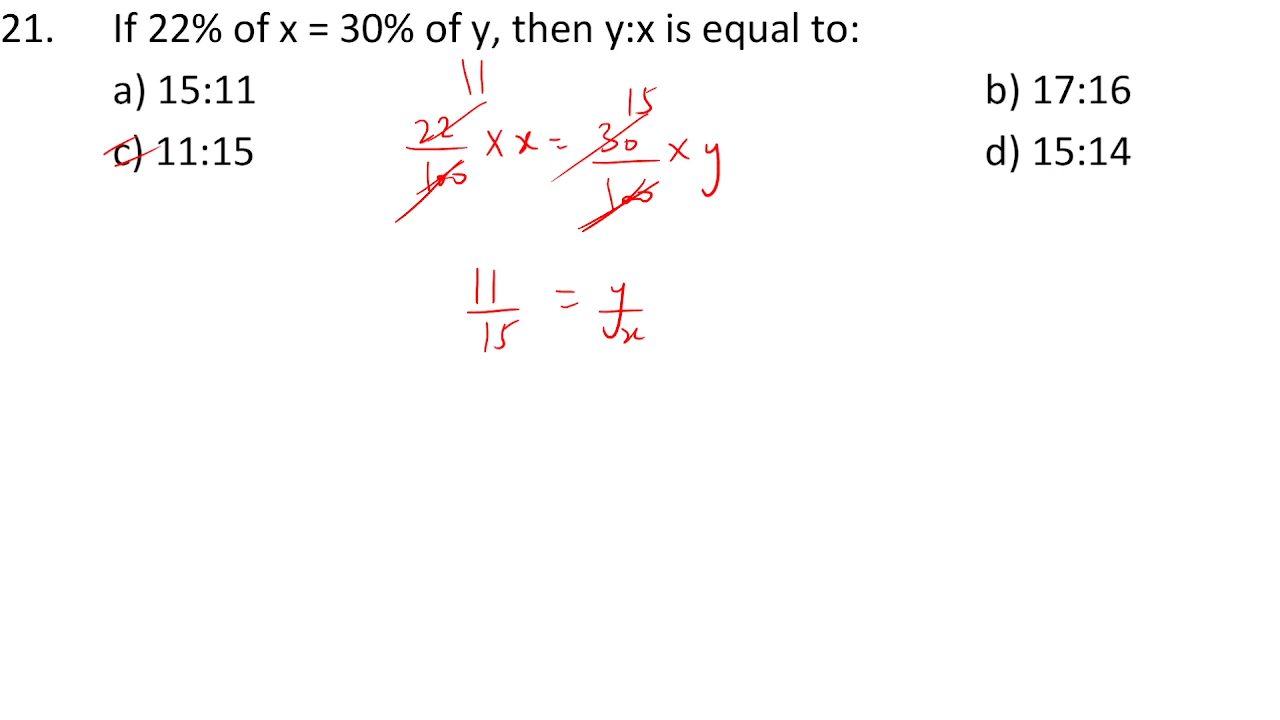 21. If 22% of x = 30% of y, then y:x is equal to:
a) 15:11 b) 17:16
c) 11:15 d) 15:14
11 15
22/100 × x = 30/100 × y
11/15 = y/x